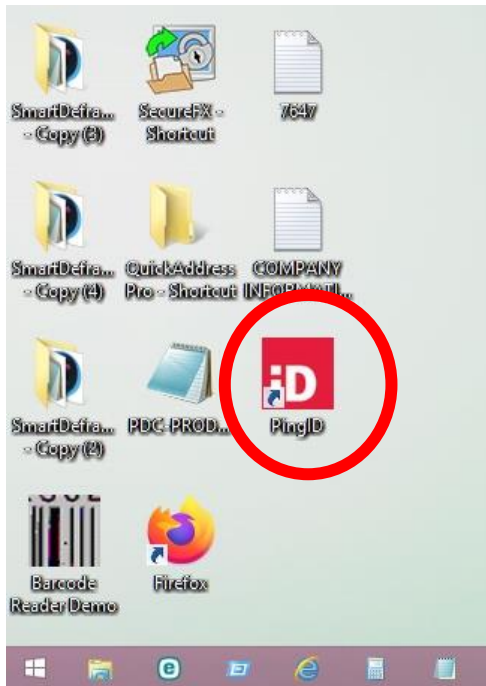 SmartDefra... SecureFX - 7647
- Copy (3) Shortcut
SmartDefra... QuickAddress COMPANY
- Copy (4) Pro - Shortcut INFORMATI...
iD
SmartDefra... PDC-PROD... PingID
- Copy (2)
Barcode Firefox
Reader Demo